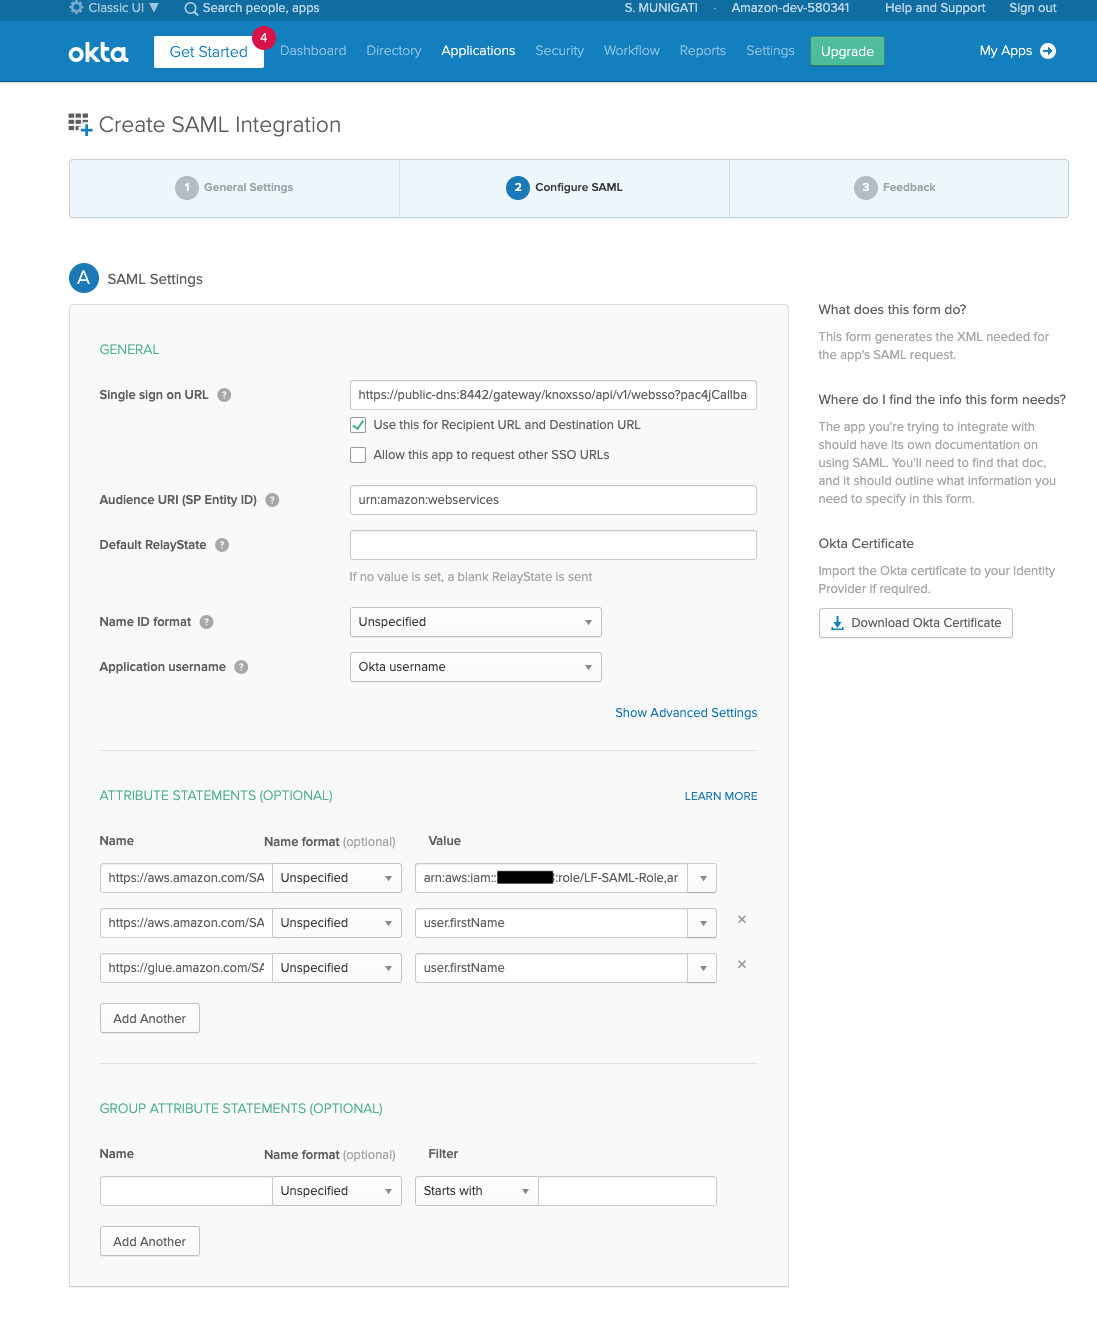 Classic UI ▼ Search people, apps S. MUNIGATI · Amazon-dev-580341 Help and Support Sign out
okta Get Started 4 Dashboard Directory Applications Security Workflow Reports Settings Upgrade My Apps
Create SAML Integration
1 General Settings 2 Configure SAML 3 Feedback
A SAML Settings
GENERAL
Single sign on URL ? https://public-dns:8442/gateway/knoxsso/api/v1/websso?pac4jCallba
Use this for Recipient URL and Destination URL
Allow this app to request other SSO URLs
Audience URI (SP Entity ID) ? urn:amazon:webservices
Default RelayState ?
If no value is set, a blank RelayState is sent
Name ID format ? Unspecified
Application username ? Okta username
Show Advanced Settings
ATTRIBUTE STATEMENTS (OPTIONAL) LEARN MORE
Name Name format (optional) Value
https://aws.amazon.com/SA Unspecified arn:aws:iam:: :role/LF-SAML-Role,ar
https://aws.amazon.com/SA Unspecified user.firstName ×
https://glue.amazon.com/SA Unspecified user.firstName ×
Add Another
GROUP ATTRIBUTE STATEMENTS (OPTIONAL)
Name Name format (optional) Filter
Unspecified Starts with
Add Another
What does this form do?
This form generates the XML needed for
the app's SAML request.
Where do I find the info this form needs?
The app you're trying to integrate with
should have its own documentation on
using SAML. You'll need to find that doc,
and it should outline what information you
need to specify in this form.
Okta Certificate
Import the Okta certificate to your Identity
Provider if required.
Download Okta Certificate